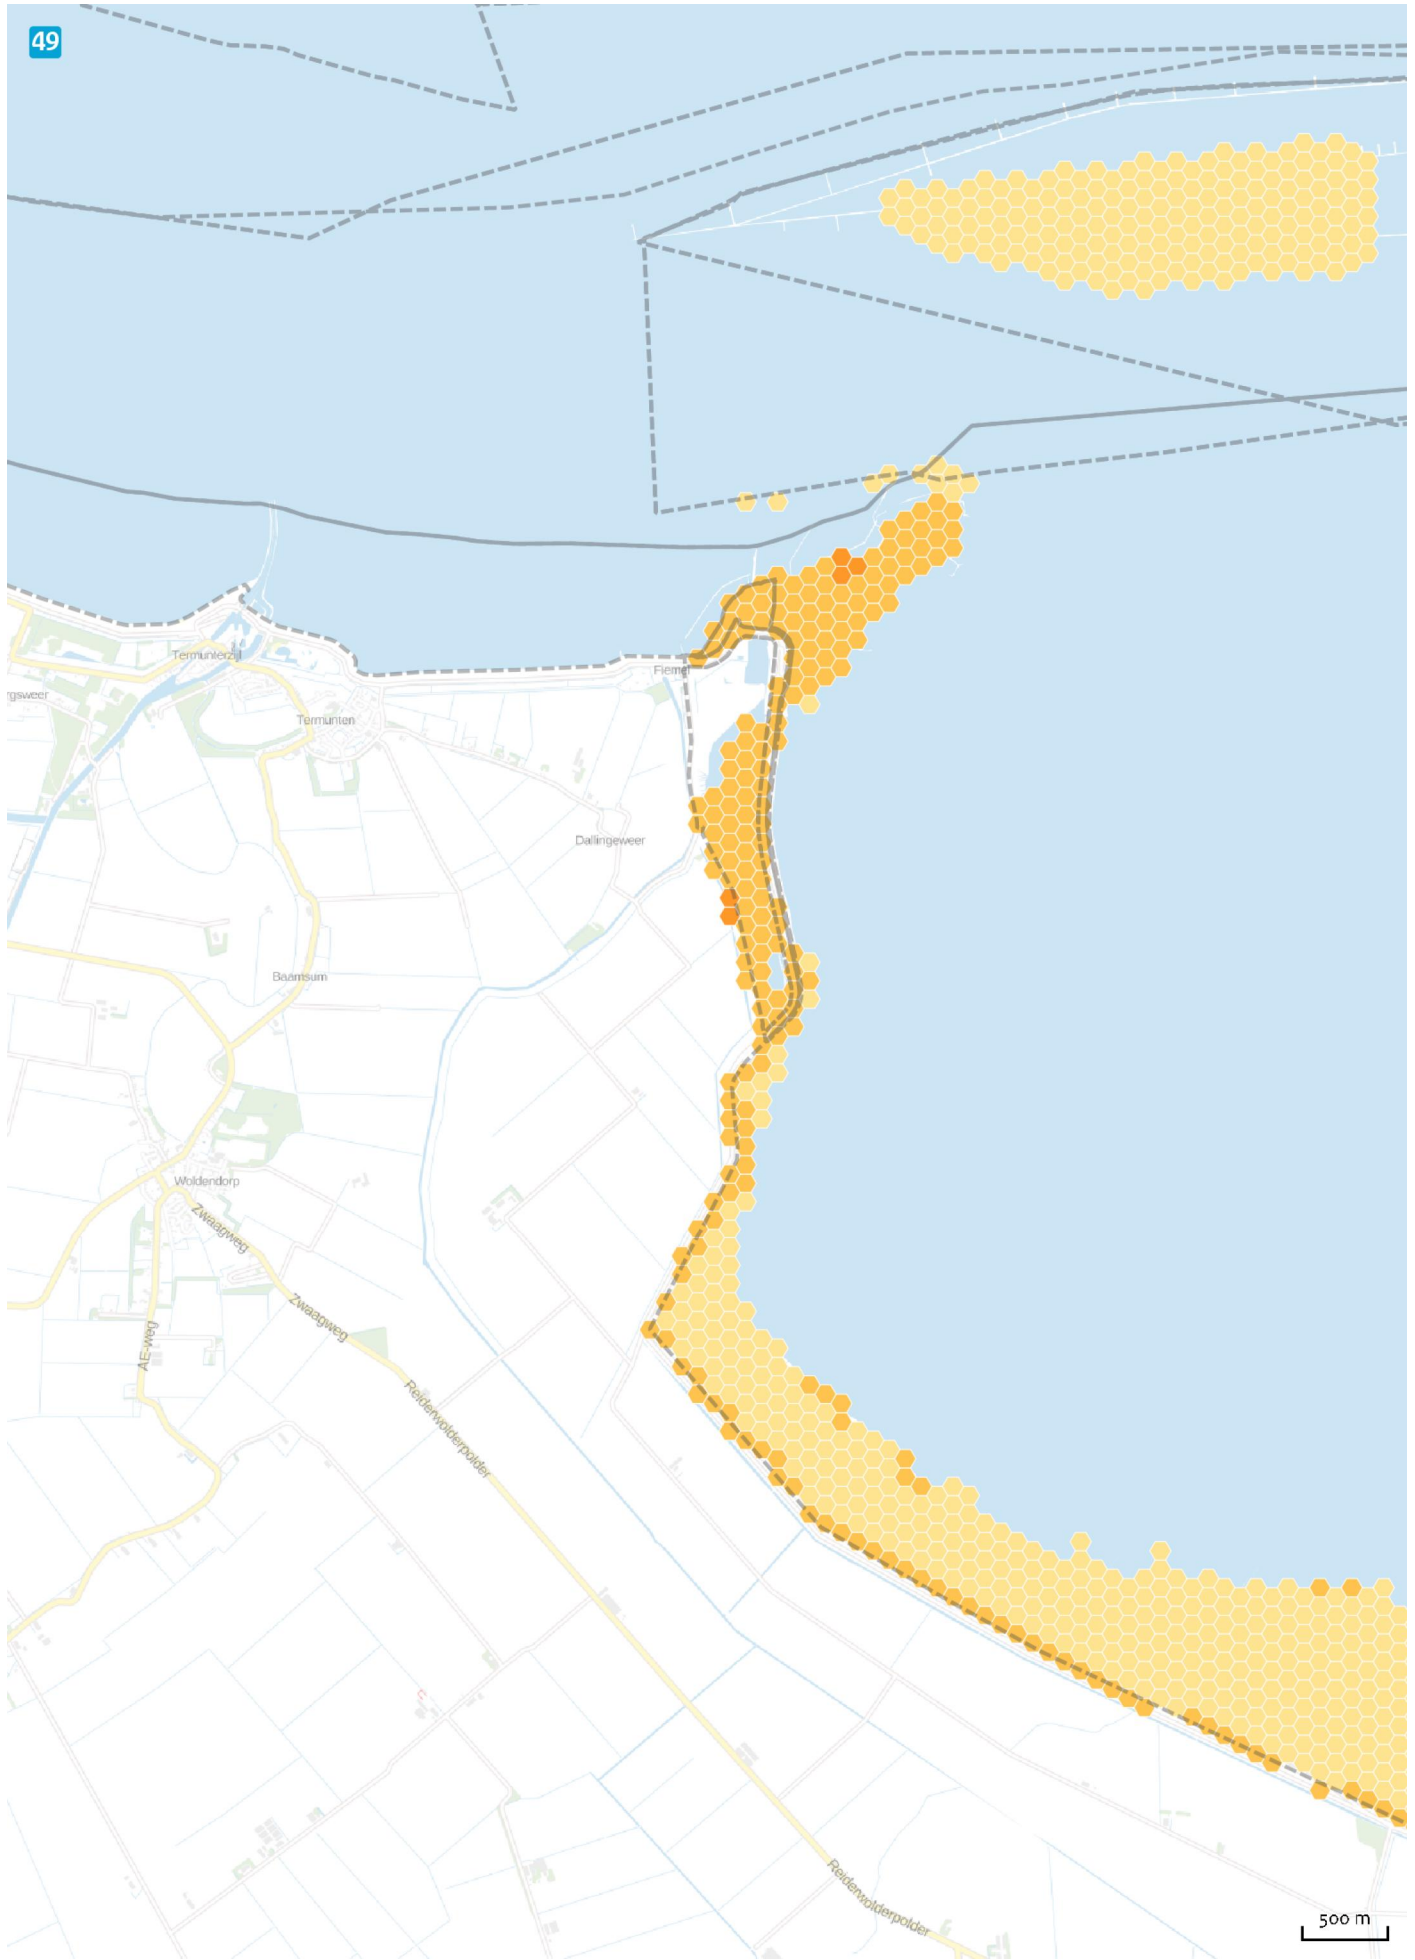 49
Termunterzijl
Fiemel
rgsweer
Termunten
Dallingeweer
Baamsum
Woldendorp
Zwaagweg
Zwaagweg
AE-weg
Reiderwolderpolder
Reiderwolderpolder
500 m